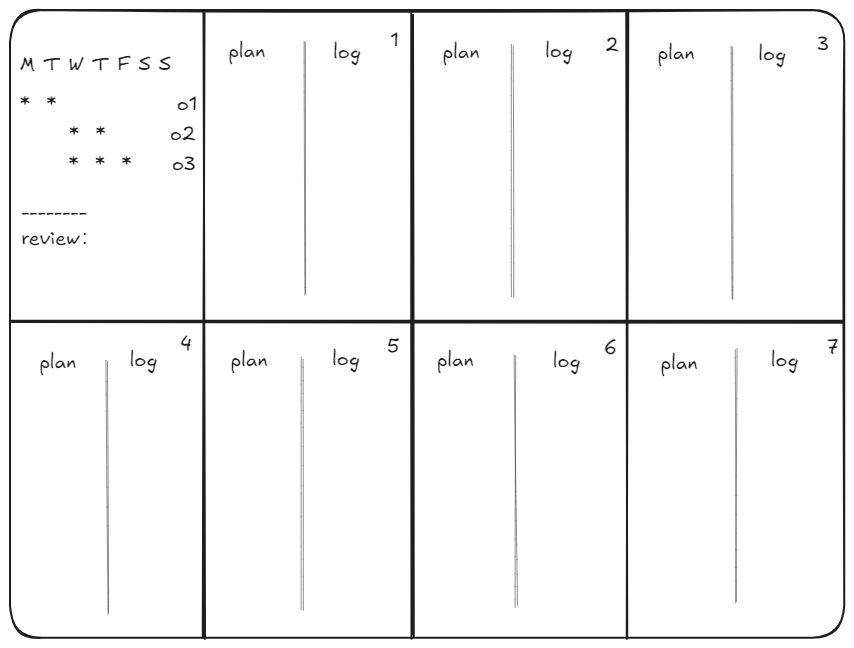 M T W T F S S
* * o1
* * o2
* * * o3
--------
review:
plan log 1
plan log 2
plan log 3
plan log 4
plan log 5
plan log 6
plan log 7